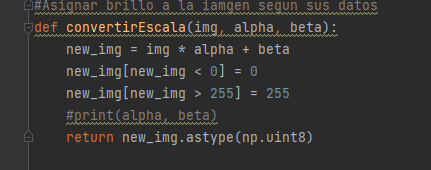 #Asignar brillo a la iamgen segun sus datos
def convertirEscala(img, alpha, beta):
new_img = img * alpha + beta
new_img[new_img < 0] = 0
new_img[new_img > 255] = 255
#print(alpha, beta)
return new_img.astype(np.uint8)